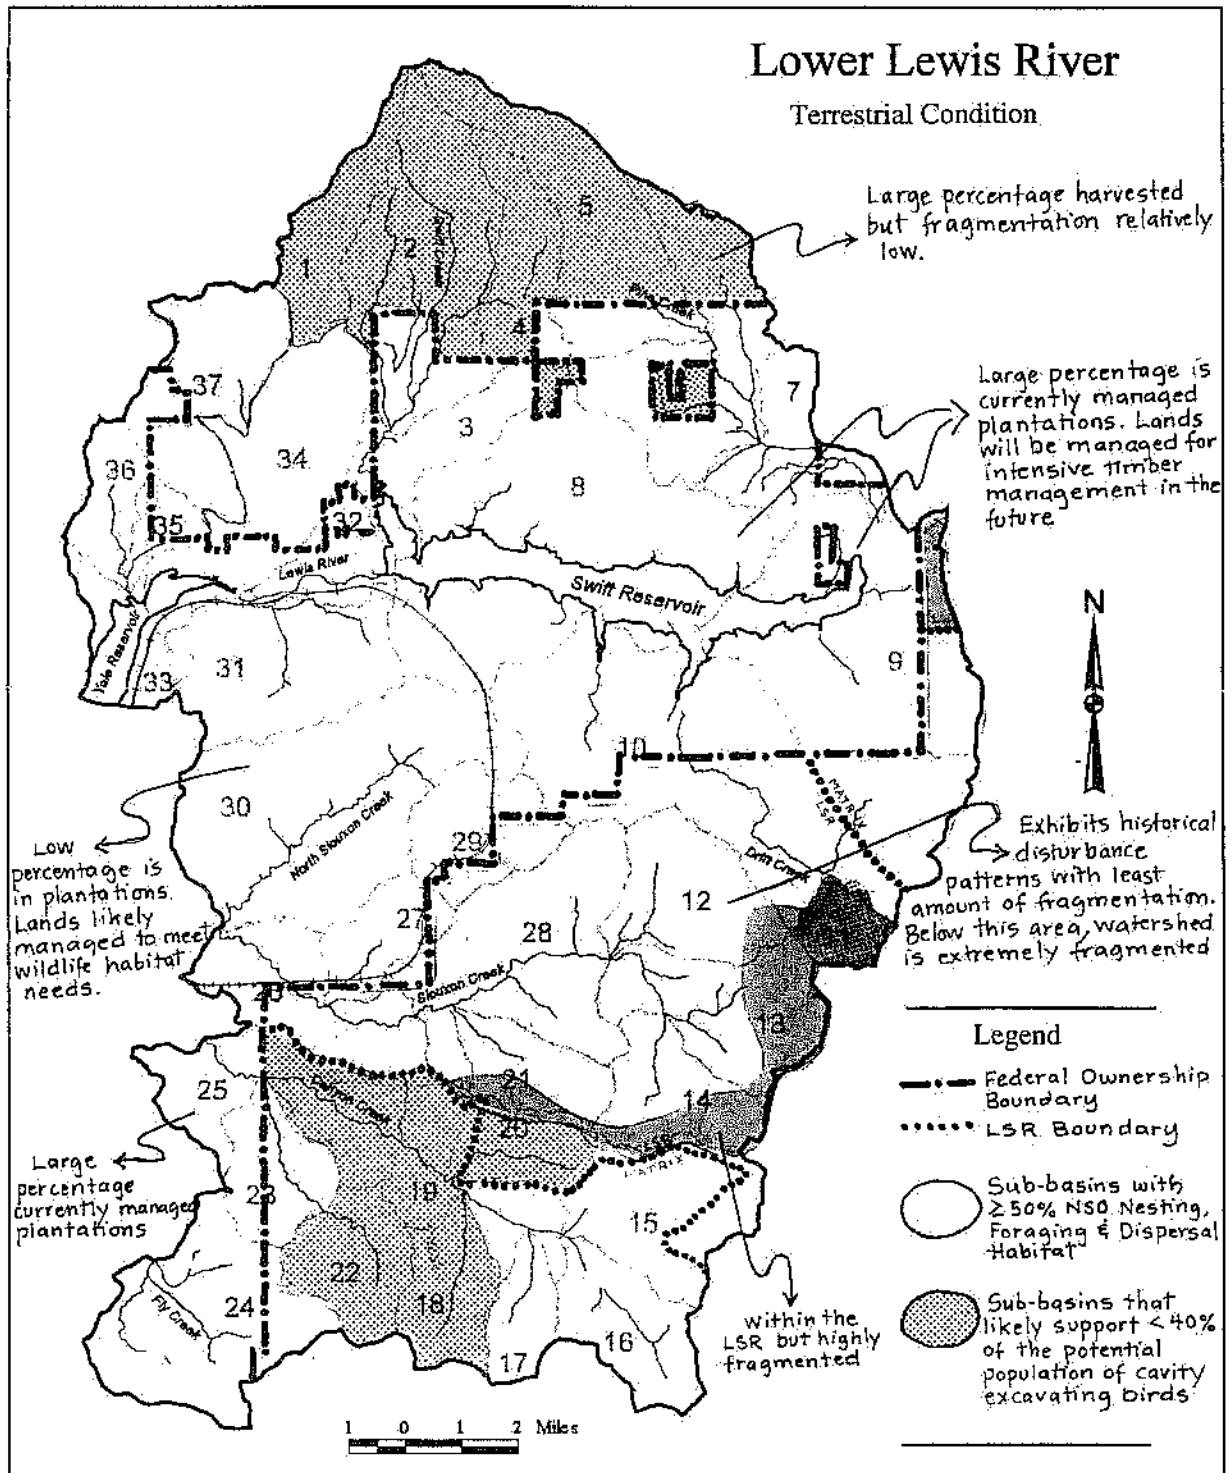 Lower Lewis River
Terrestrial Condition
Large percentage harvested
but fragmentation relatively
low.
5
2
1
Swift Creek
4
Creek
37
7
3
Large percentage is
currently managed
plantations. Lands
will be managed for
intensive timber
management in the
future
36
34
8
35
32
Lewis River
Swift Reservoir
Yale Reservoir
31
33
9
N
10
30
MATRIX
LSR
North Siouxon Creek
29
Low
percentage is
in plantations.
Lands likely
managed to meet
wildlife habitat
needs.
Drift Creek
12
Exhibits historical
disturbance
patterns with least
amount of fragmentation.
Below this area, watershed
is extremely fragmented
27
28
Siouxon Creek
13
25
21
14
Canyon Creek
20
LSR
MATRIX
Large
percentage
currently managed
plantations
19
15
22
24
Fly Creek
18
16
17
Within the
LSR but highly
fragmented
Legend
Federal Ownership
Boundary
LSR Boundary
Sub-basins with
≥50% NSO Nesting,
Foraging & Dispersal
Habitat
Sub-basins that
likely support <40%
of the potential
population of cavity
excavating birds
1 0 1 2 Miles